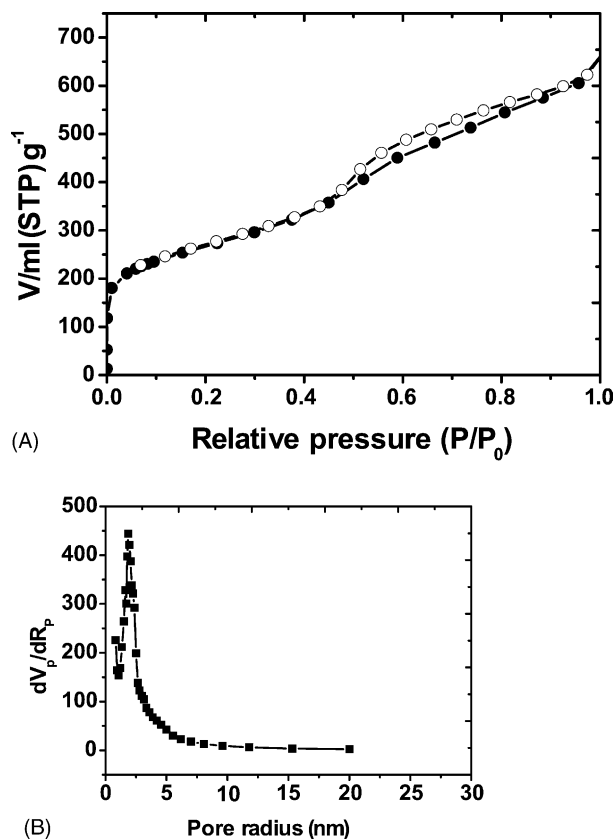 700
600
500
400
300
200
100
0
V/ml (STP) g-1
0.0 0.2 0.4 0.6 0.8 1.0
(A)
Relative pressure (P/P0)
500
400
300
200
100
0
dVp/dRP
0 5 10 15 20 25 30
(B)
Pore radius (nm)